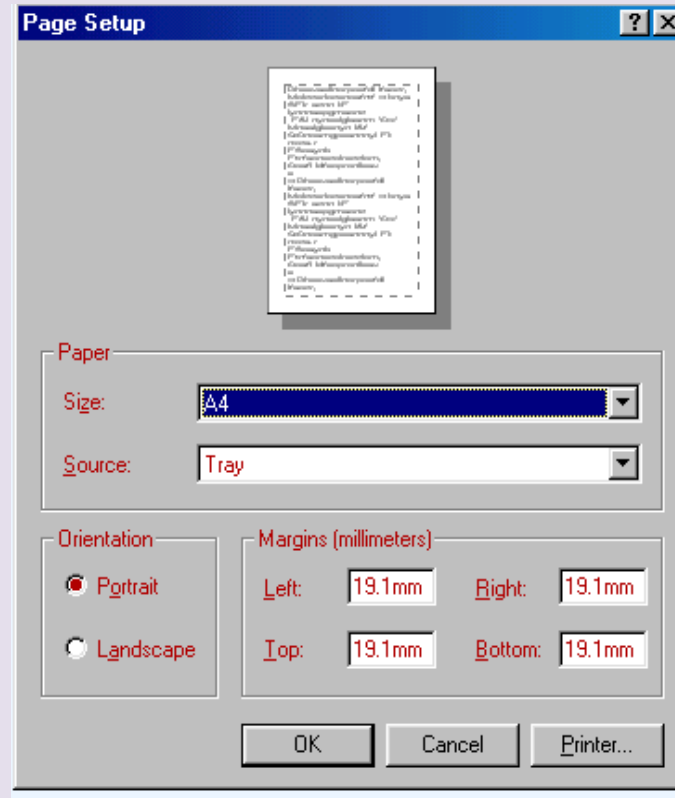 Page Setup
Paper
Size: A4
Source: Tray
Orientation
Portrait
Landscape
Margins (millimeters)
Left: 19.1mm Right: 19.1mm
Top: 19.1mm Bottom: 19.1mm
OK Cancel Printer...